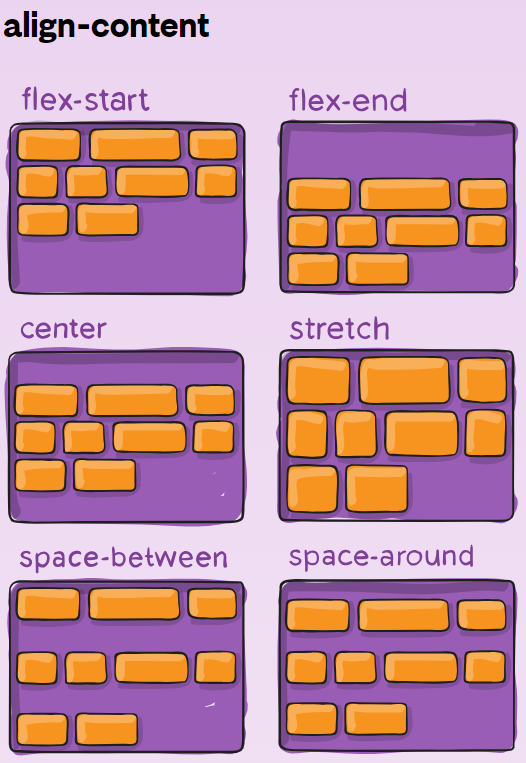 align-content
flex-start
flex-end
center
stretch
space-between
space-around